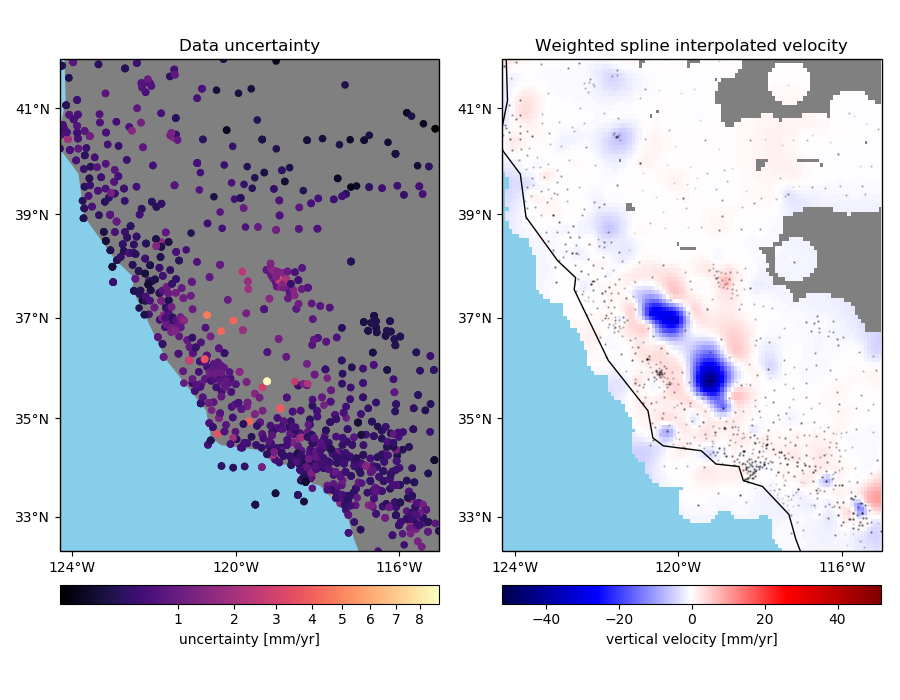 Data uncertainty
Weighted spline interpolated velocity
41°N
39°N
37°N
35°N
33°N
124°W 120°W 116°W
41°N
39°N
37°N
35°N
33°N
124°W 120°W 116°W
1 2 3 4 5 6 7 8
uncertainty [mm/yr]
−40 −20 0 20 40
vertical velocity [mm/yr]